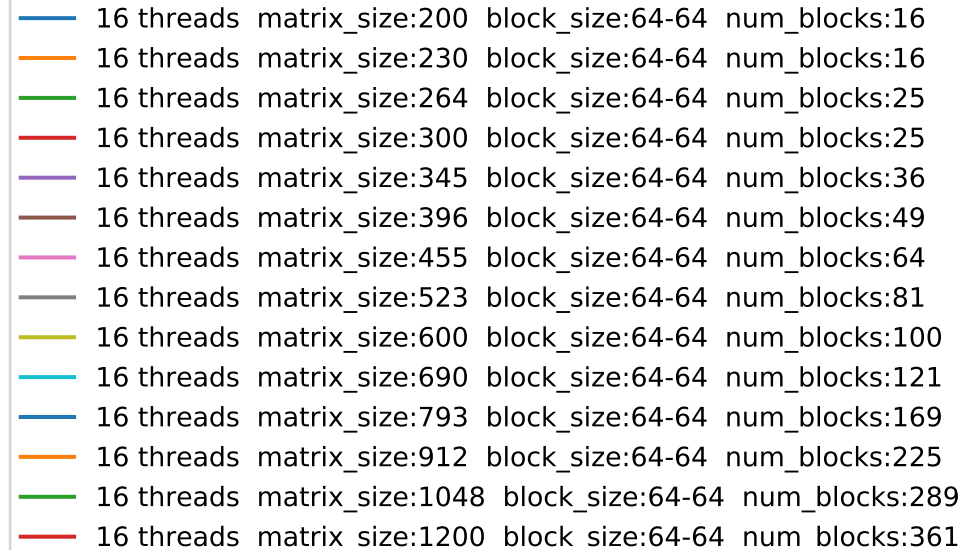 16 threads matrix_size:200 block_size:64-64 num_blocks:16
16 threads matrix_size:230 block_size:64-64 num_blocks:16
16 threads matrix_size:264 block_size:64-64 num_blocks:25
16 threads matrix_size:300 block_size:64-64 num_blocks:25
16 threads matrix_size:345 block_size:64-64 num_blocks:36
16 threads matrix_size:396 block_size:64-64 num_blocks:49
16 threads matrix_size:455 block_size:64-64 num_blocks:64
16 threads matrix_size:523 block_size:64-64 num_blocks:81
16 threads matrix_size:600 block_size:64-64 num_blocks:100
16 threads matrix_size:690 block_size:64-64 num_blocks:121
16 threads matrix_size:793 block_size:64-64 num_blocks:169
16 threads matrix_size:912 block_size:64-64 num_blocks:225
16 threads matrix_size:1048 block_size:64-64 num_blocks:289
16 threads matrix_size:1200 block_size:64-64 num_blocks:361